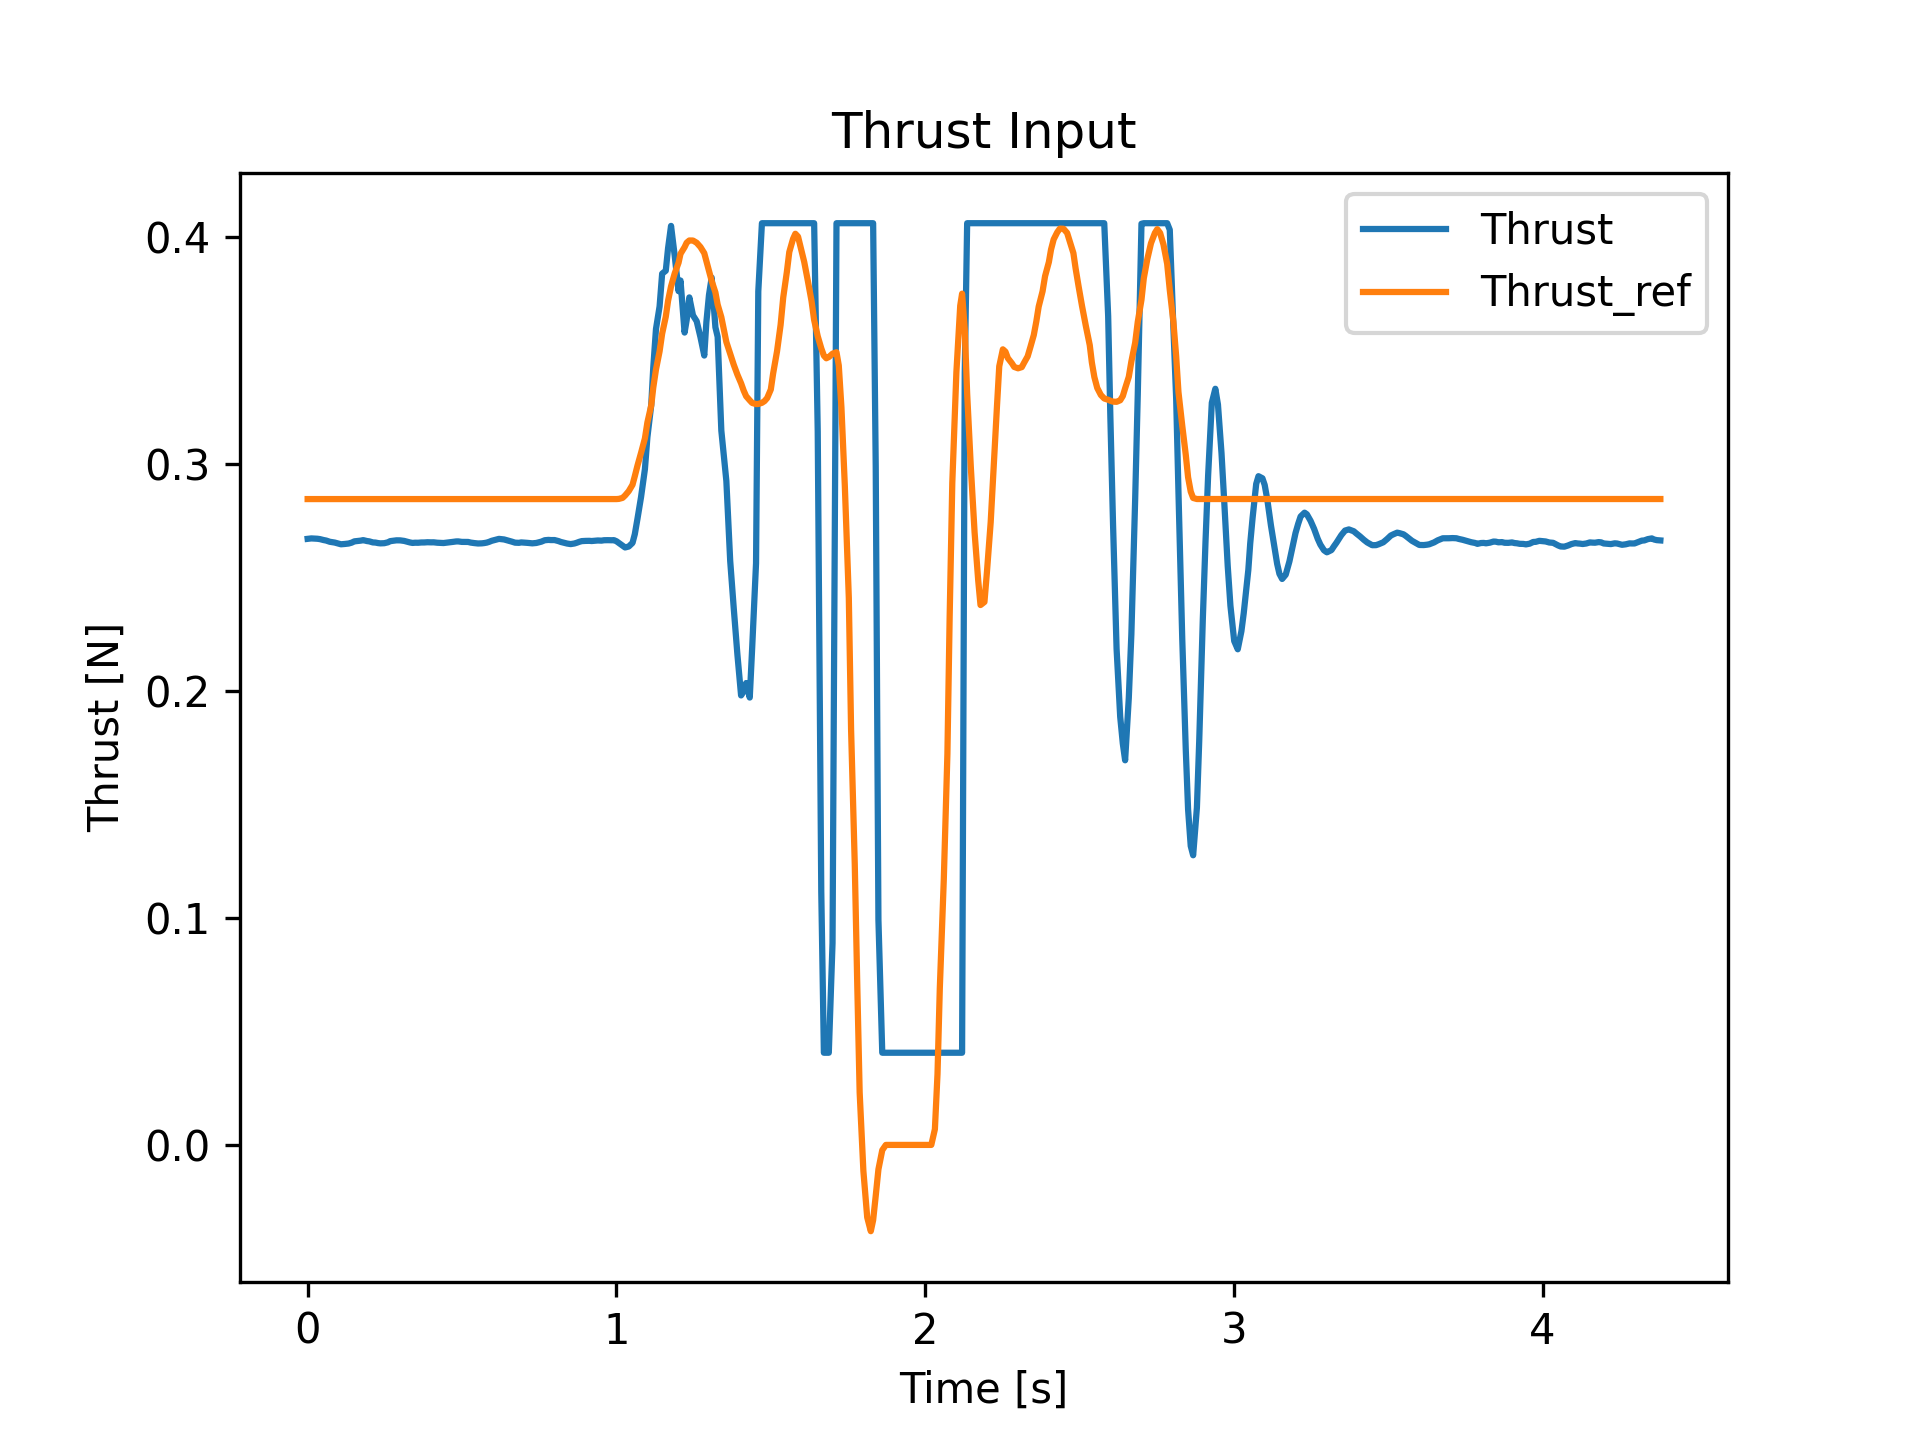 Thrust Input
Thrust
Thrust_ref
0.4
0.3
0.2
0.1
0.0
Thrust [N]
0 1 2 3 4
Time [s]